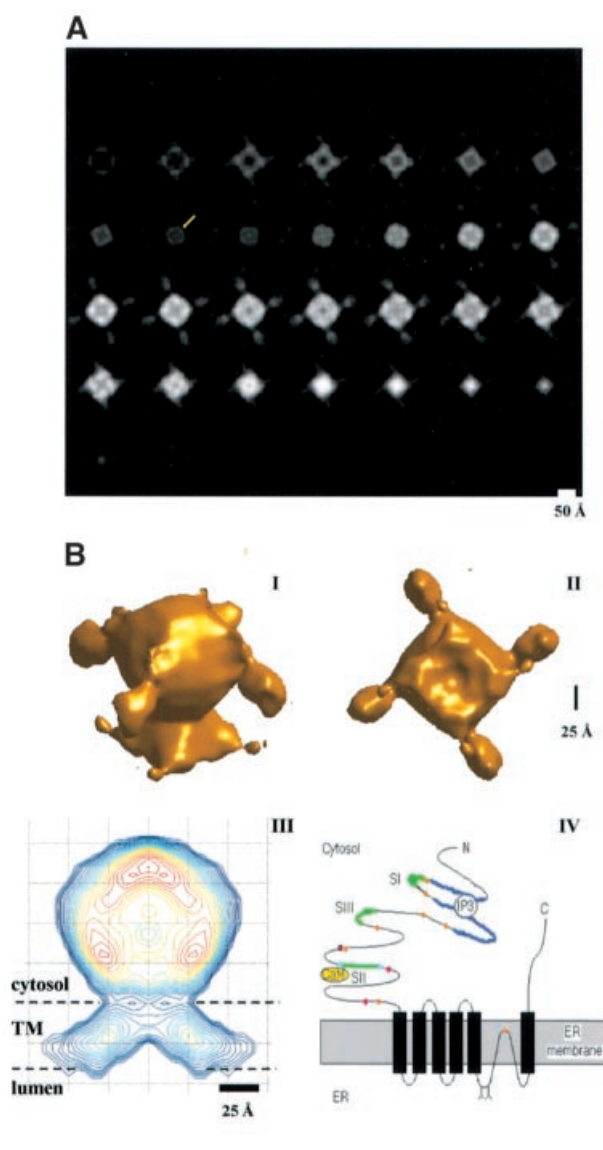 A
50 Å
B
I
II
25 Å
III
cytosol
TM
lumen
25 Å
IV
Cytosol
N
SI
IP3
SIII
C
CaM
SII
ER
membrane
ER